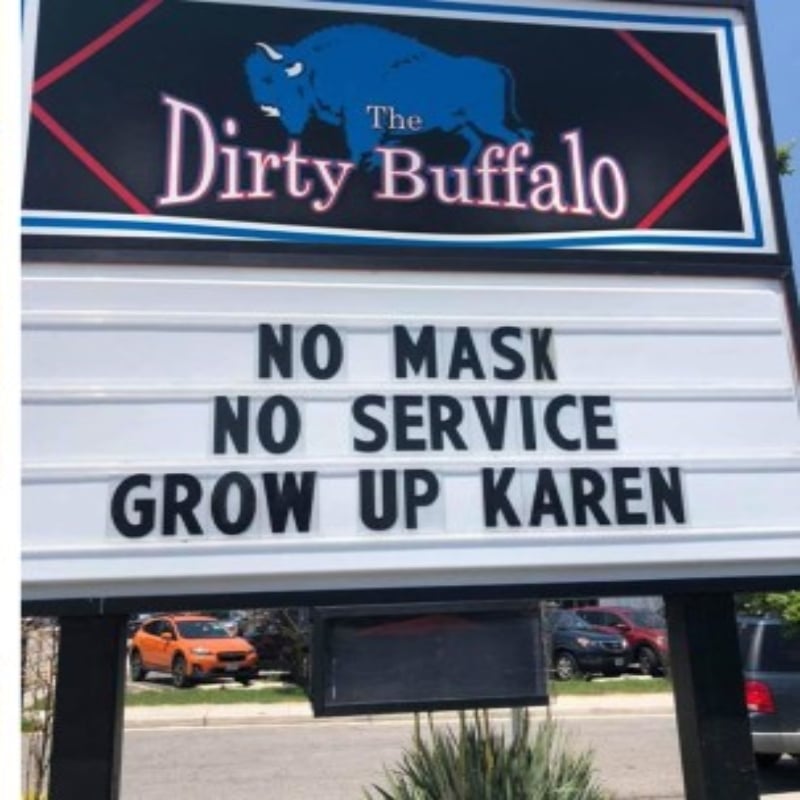 The
Dirty Buffalo
NO MASK
NO SERVICE
GROW UP KAREN